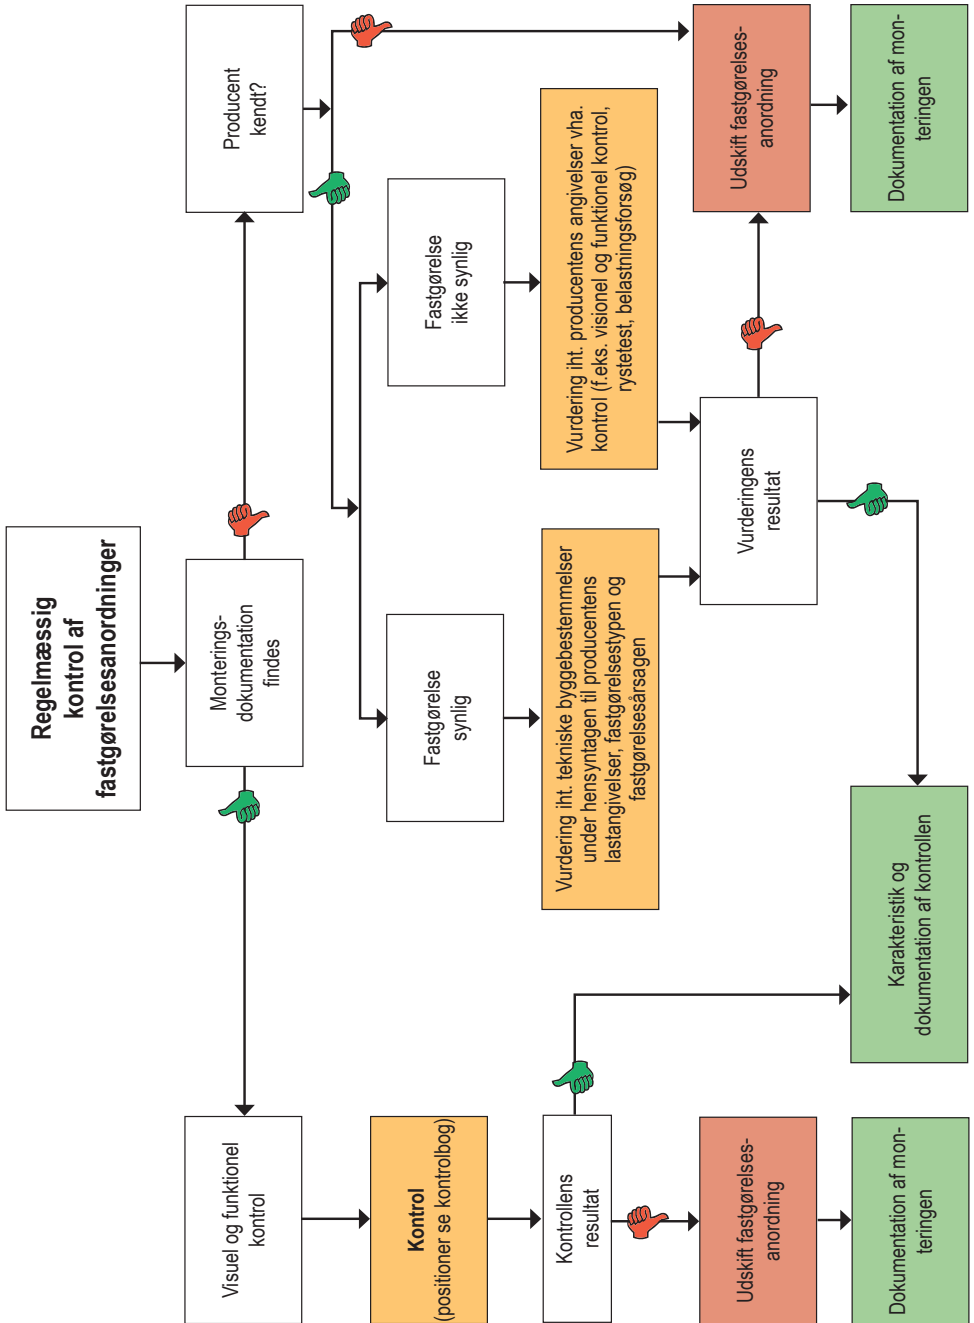 Regelmæssig
kontrol af
fastgørelsesanordninger
Monterings-
dokumentation
findes
Visuel og funktionel
kontrol
Producent
kendt?
Kontrol
(positioner se kontrolbog)
Fastgørelse
synlig
Fastgørelse
ikke synlig
Kontrollens
resultat
Vurdering iht. tekniske byggebestemmelser
under hensyntagen til producentens
lastangivelser, fastgørelsestypen og
fastgørelsesårsagen
Vurdering iht. producentens angivelser vha.
kontrol (f.eks. visionel og funktionel kontrol,
rystetest, belastningsforsøg)
Vurderingens
resultat
Udskift fastgørelses-
anordning
Udskift fastgørelses-
anordning
Dokumentation af mon-
teringen
Karakteristik og
dokumentation af kontrollen
Dokumentation af mon-
teringen